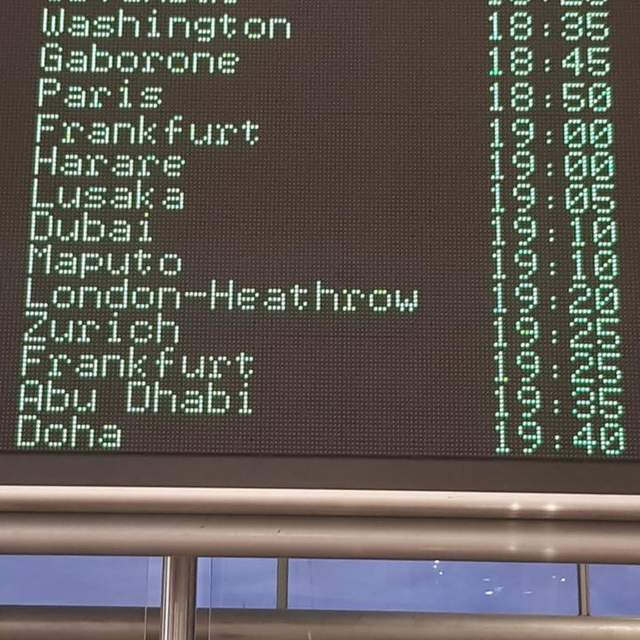 Washington 18:35
Gaborone 18:45
Paris 18:50
Frankfurt 19:00
Harare 19:00
Lusaka 19:05
Dubai 19:10
Maputo 19:10
London-Heathrow 19:20
Zurich 19:25
Frankfurt 19:25
Abu Dhabi 19:35
Doha 19:40